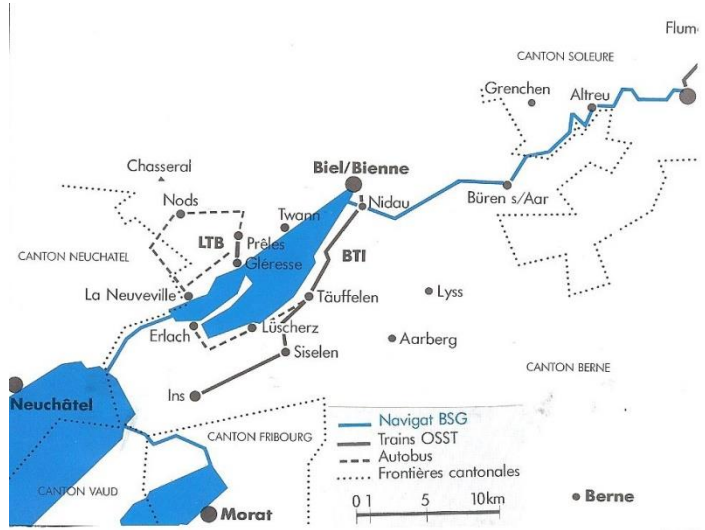 Flum
CANTON SOLEURE
Grenchen
Altreu
Chasseral
Biel/Bienne
Nods
Nidau
Büren s/Aar
Twann
LTB
Prêles
CANTON NEUCHATEL
BTI
Gléresse
La Neuveville
Täuffelen
Lyss
Erlach
Lüscherz
Aarberg
Siselen
CANTON BERNE
Ins
Neuchâtel
Navigat BSG
CANTON FRIBOURG
Trains OSST
Autobus
Frontières cantonales
CANTON VAUD
0 1 5 10km
Morat
Berne